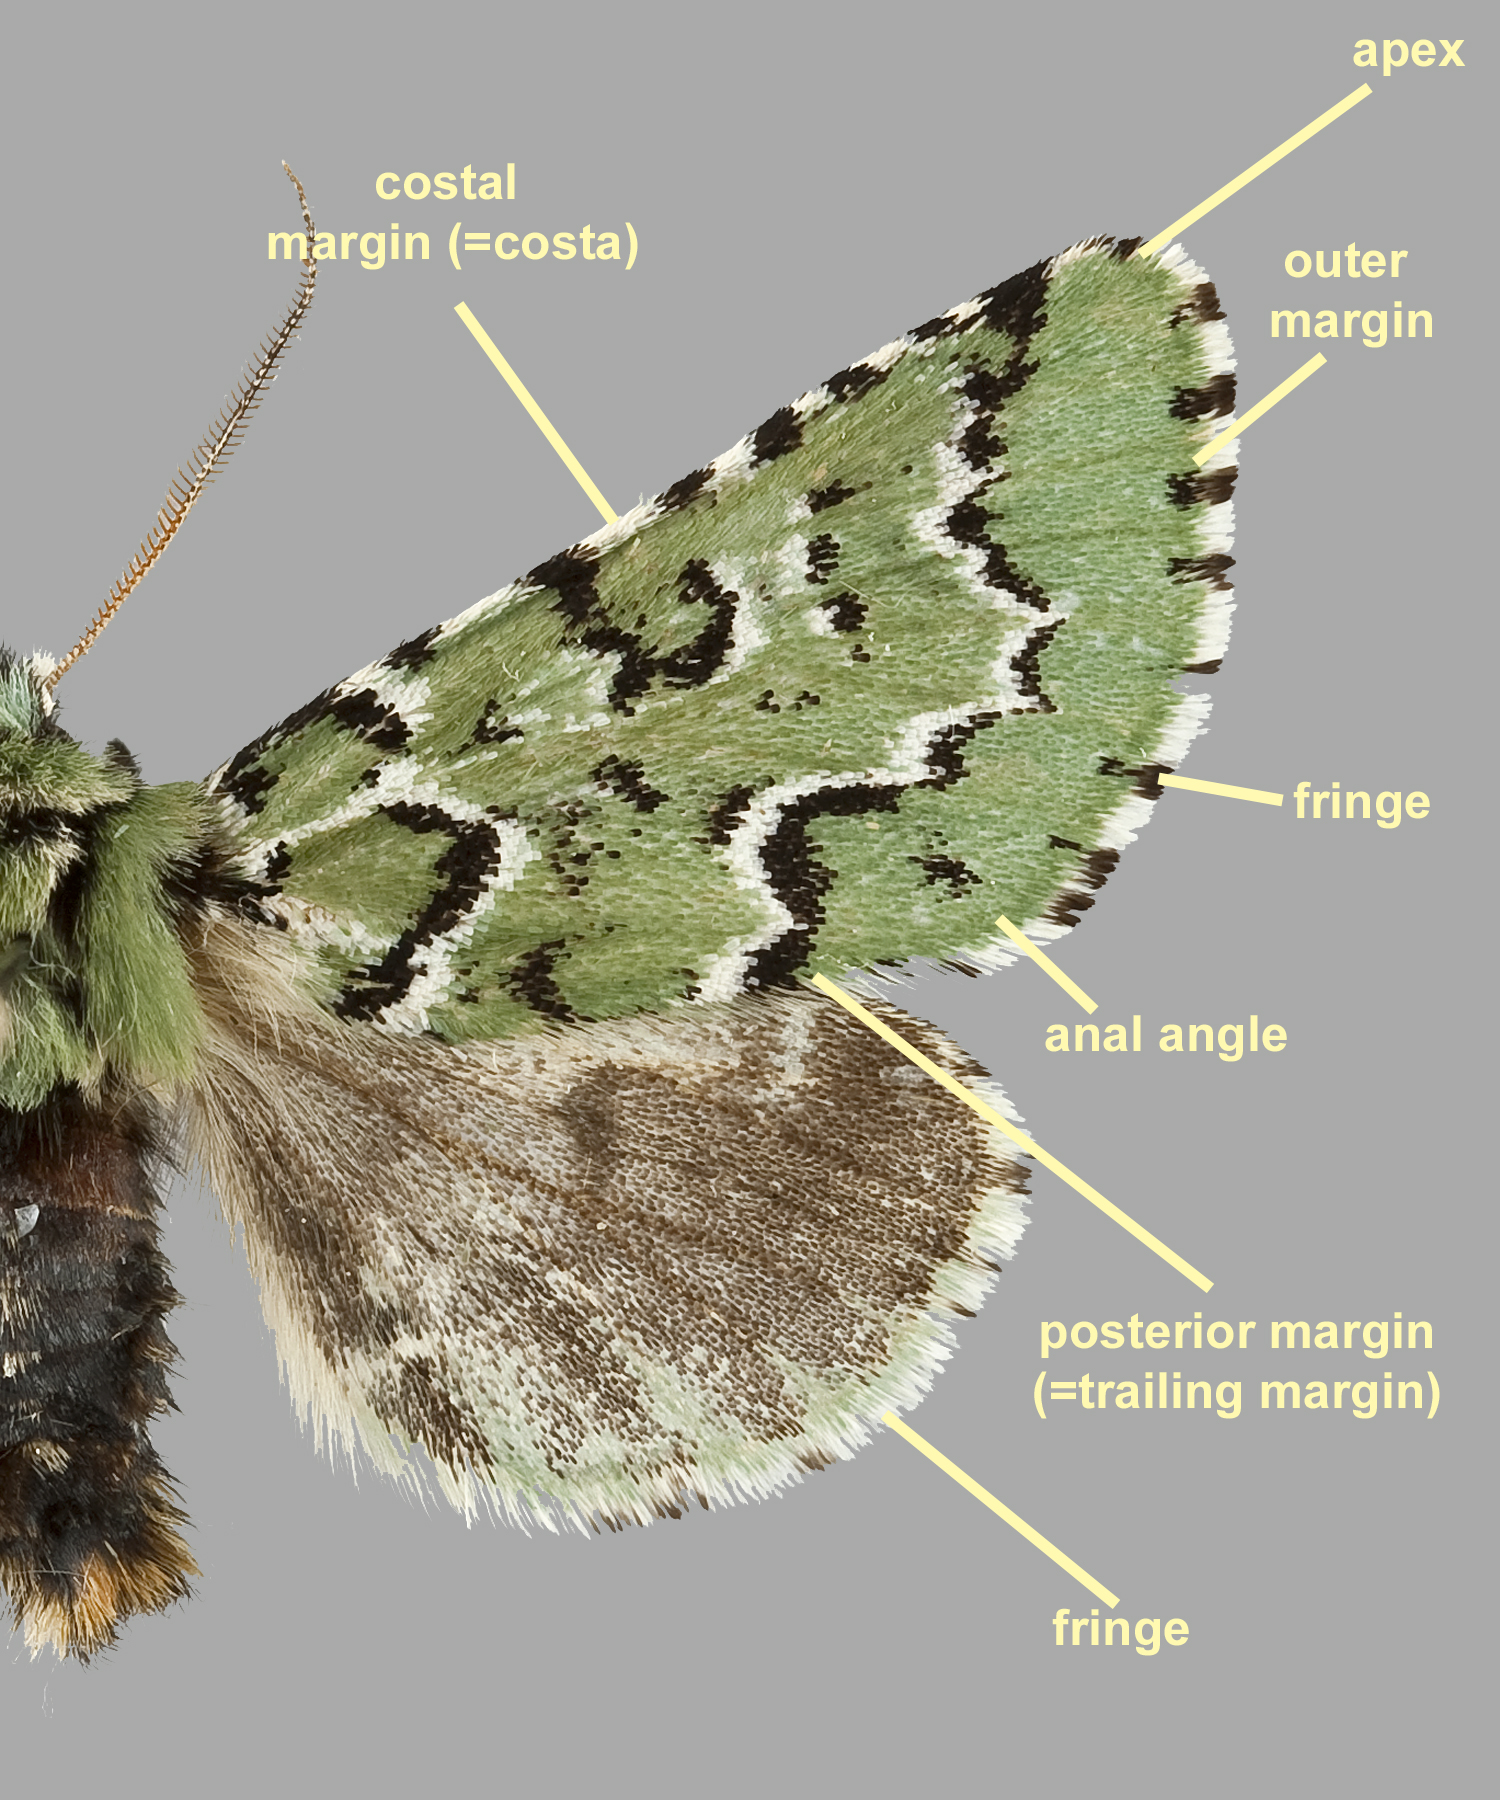 apex
costal
margin (=costa)
outer
margin
fringe
anal angle
posterior margin
(=trailing margin)
fringe